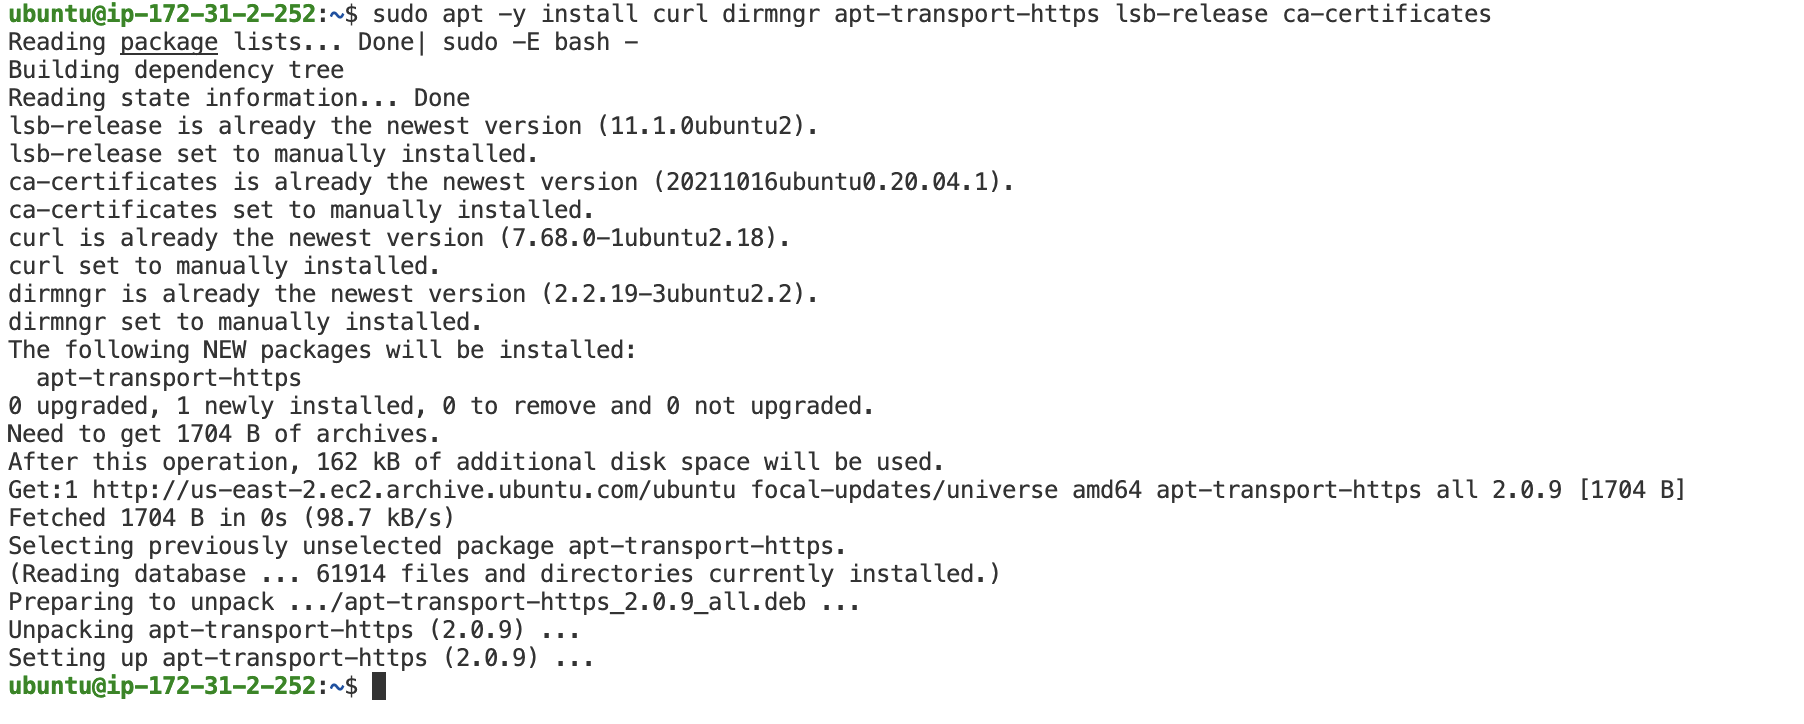 ubuntu@ip-172-31-2-252:~$ sudo apt -y install curl dirmngr apt-transport-https lsb-release ca-certificates
Reading package lists... Done| sudo -E bash -
Building dependency tree
Reading state information... Done
lsb-release is already the newest version (11.1.0ubuntu2).
lsb-release set to manually installed.
ca-certificates is already the newest version (20211016ubuntu0.20.04.1).
ca-certificates set to manually installed.
curl is already the newest version (7.68.0-1ubuntu2.18).
curl set to manually installed.
dirmngr is already the newest version (2.2.19-3ubuntu2.2).
dirmngr set to manually installed.
The following NEW packages will be installed:
  apt-transport-https
0 upgraded, 1 newly installed, 0 to remove and 0 not upgraded.
Need to get 1704 B of archives.
After this operation, 162 kB of additional disk space will be used.
Get:1 http://us-east-2.ec2.archive.ubuntu.com/ubuntu focal-updates/universe amd64 apt-transport-https all 2.0.9 [1704 B]
Fetched 1704 B in 0s (98.7 kB/s)
Selecting previously unselected package apt-transport-https.
(Reading database ... 61914 files and directories currently installed.)
Preparing to unpack .../apt-transport-https_2.0.9_all.deb ...
Unpacking apt-transport-https (2.0.9) ...
Setting up apt-transport-https (2.0.9) ...
ubuntu@ip-172-31-2-252:~$